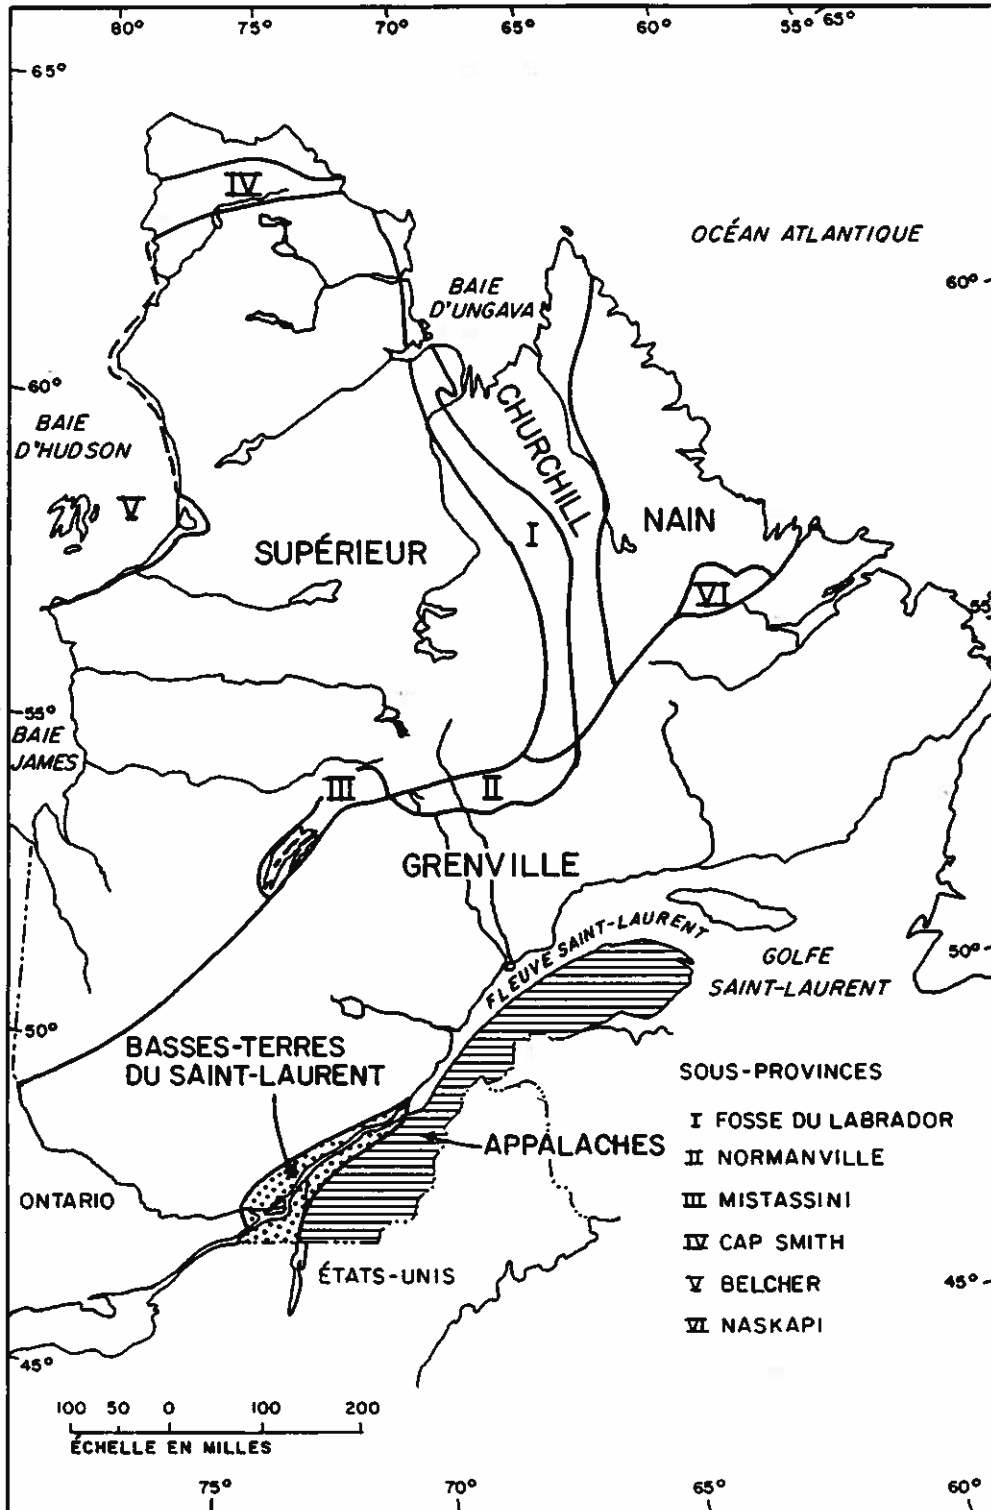 80° 75° 70° 65° 60° 55° 65°
65°
IV
OCÉAN ATLANTIQUE
BAIE
D'UNGAVA
60°
60°
CHURCHILL
BAIE
D'HUDSON
V
I
NAIN
SUPÉRIEUR
VI
55°
55°
BAIE
JAMES
III
II
GRENVILLE
FLEUVE SAINT-LAURENT
50°
GOLFE
SAINT-LAURENT
50°
BASSES-TERRES
DU SAINT-LAURENT
APPALACHES
ONTARIO
ÉTATS-UNIS
SOUS-PROVINCES
I FOSSE DU LABRADOR
II NORMANVILLE
III MISTASSINI
IV CAP SMITH
V BELCHER
VI NASKAPI
45°
45°
100 50 0 100 200
ÉCHELLE EN MILLES
75° 70° 65° 60°